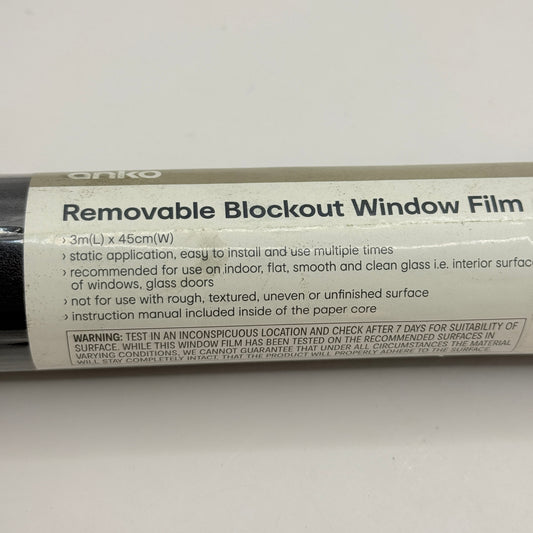 anko
Removable Blockout Window Film
› 3m(L) x 45cm(W)
› static application, easy to install and use multiple times
› recommended for use on indoor, flat, smooth and clean glass i.e. interior surfac
of windows, glass doors
› not for use with rough, textured, uneven or unfinished surface
› instruction manual included inside of the paper core
WARNING: TEST IN AN INCONSPICUOUS LOCATION AND CHECK AFTER 7 DAYS FOR SUITABILITY OF
SURFACE. WHILE THIS WINDOW FILM HAS BEEN TESTED ON THE RECOMMENDED SURFACES IN
VARYING CONDITIONS, WE CANNOT GUARANTEE THAT UNDER ALL CIRCUMSTANCES THE MATERIAL
WILL STAY COMPLETELY INTACT, THAT THE PRODUCT WILL PROPERLY ADHERE TO THE SURFACE.